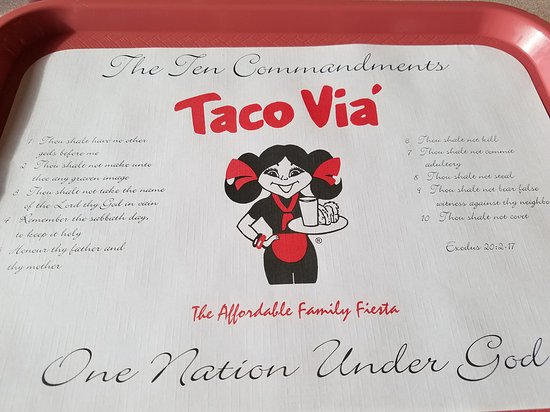 The Ten Commandments
Taco Viá
1 Thou shalt have no other
gods before me
2 Thou shalt not make unto
thee any graven image
3 Thou shalt not take the name
of the Lord thy God in vain
4 Remember the sabbath day,
to keep it holy
5 Honour thy father and
thy mother
6 Thou shalt not kill
7 Thou shalt not commit
adultery
8 Thou shalt not steal
9 Thou shalt not bear false
witness against thy neighbo
10 Thou shalt not covet
Exodus 20:2-17
®
The Affordable Family Fiesta
One Nation Under God